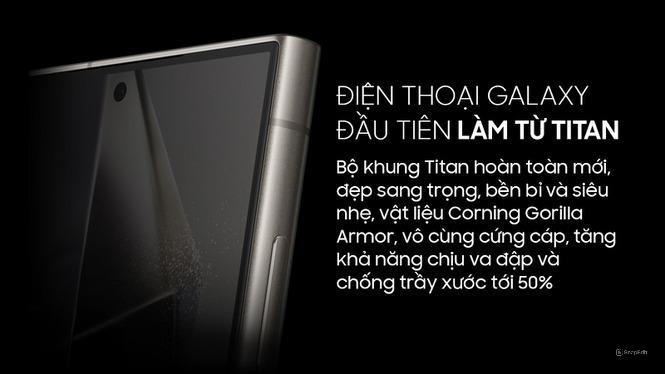 ĐIỆN THOẠI GALAXY
ĐẦU TIÊN LÀM TỪ TITAN
Bộ khung Titan hoàn toàn mới,
đẹp sang trọng, bền bỉ và siêu
nhẹ, vật liệu Corning Gorilla
Armor, vô cùng cứng cáp, tăng
khả năng chịu va đập và
chống trầy xước tới 50%
SnapEdit